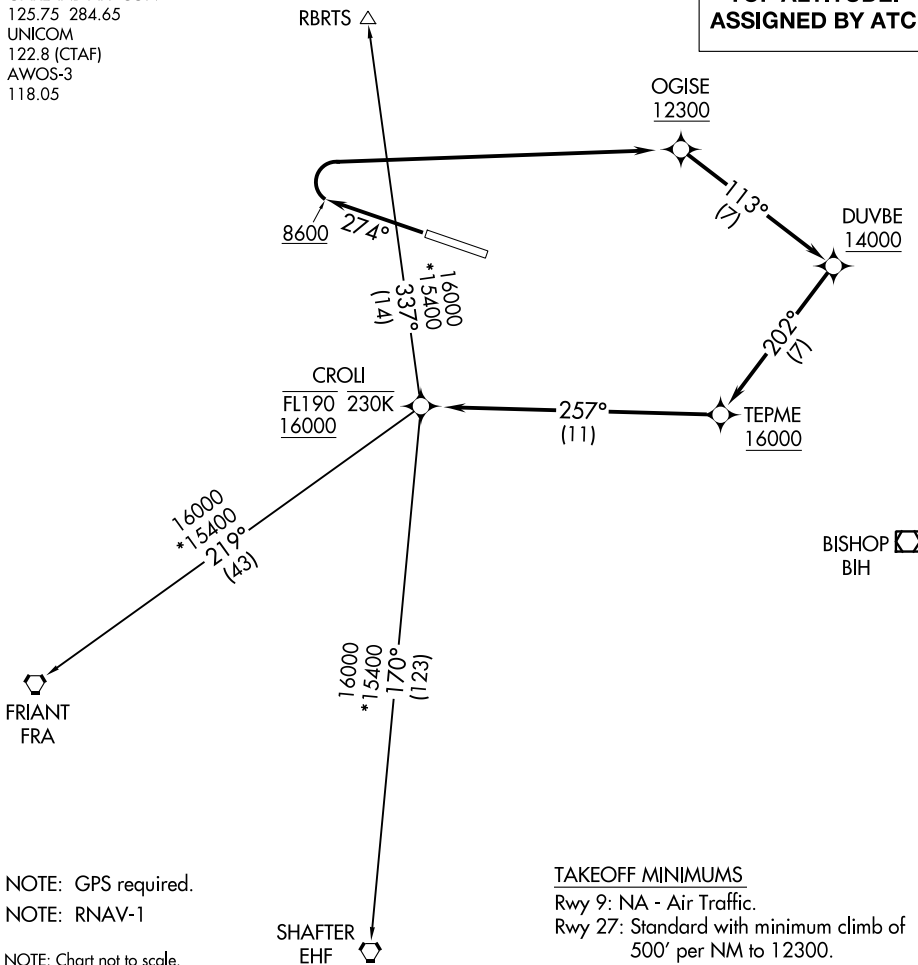 125.75 284.65
UNICOM
122.8 (CTAF)
AWOS-3
118.05
RBRTS
ASSIGNED BY ATC
OGISE
12300
113°
(7)
DUVBE
14000
8600
274°
16000
*15400
337°
(14)
202°
(7)
CROLI
FL190 230K
16000
257°
(11)
TEPME
16000
16000
*15400
219°
(43)
BISHOP
BIH
16000
*15400
170°
(123)
FRIANT
FRA
NOTE: GPS required.
NOTE: RNAV-1
NOTE: Chart not to scale.
SHAFTER
EHF
TAKEOFF MINIMUMS
Rwy 9: NA - Air Traffic.
Rwy 27: Standard with minimum climb of
500' per NM to 12300.